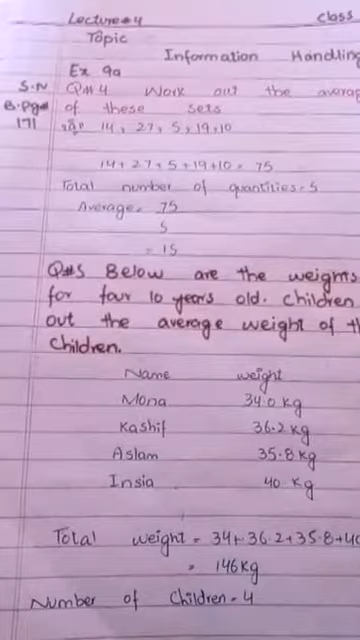 Lecture#4 Class
Topic
Information Handling
Ex 9a
S.N Q#4 Work out the averag
B.Pg# of these sets
171 "a" 14, 27, 5, 19, 10
14+27+5+19+10 = 75
Total number of quantities = 5
Average = 75
5
= 15
Q#5 Below are the weights
for four 10 years old. Children
out the average weight of th
Children.
Name weight
Mona 34.0 kg
Kashif 36.2 kg
Aslam 35.8 kg
Insia 40 kg
Total weight = 34+36.2+35.8+40
= 146kg
Number of Children = 4